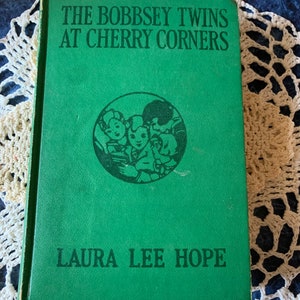 THE BOBBSEY TWINS
AT CHERRY CORNERS
LAURA LEE HOPE